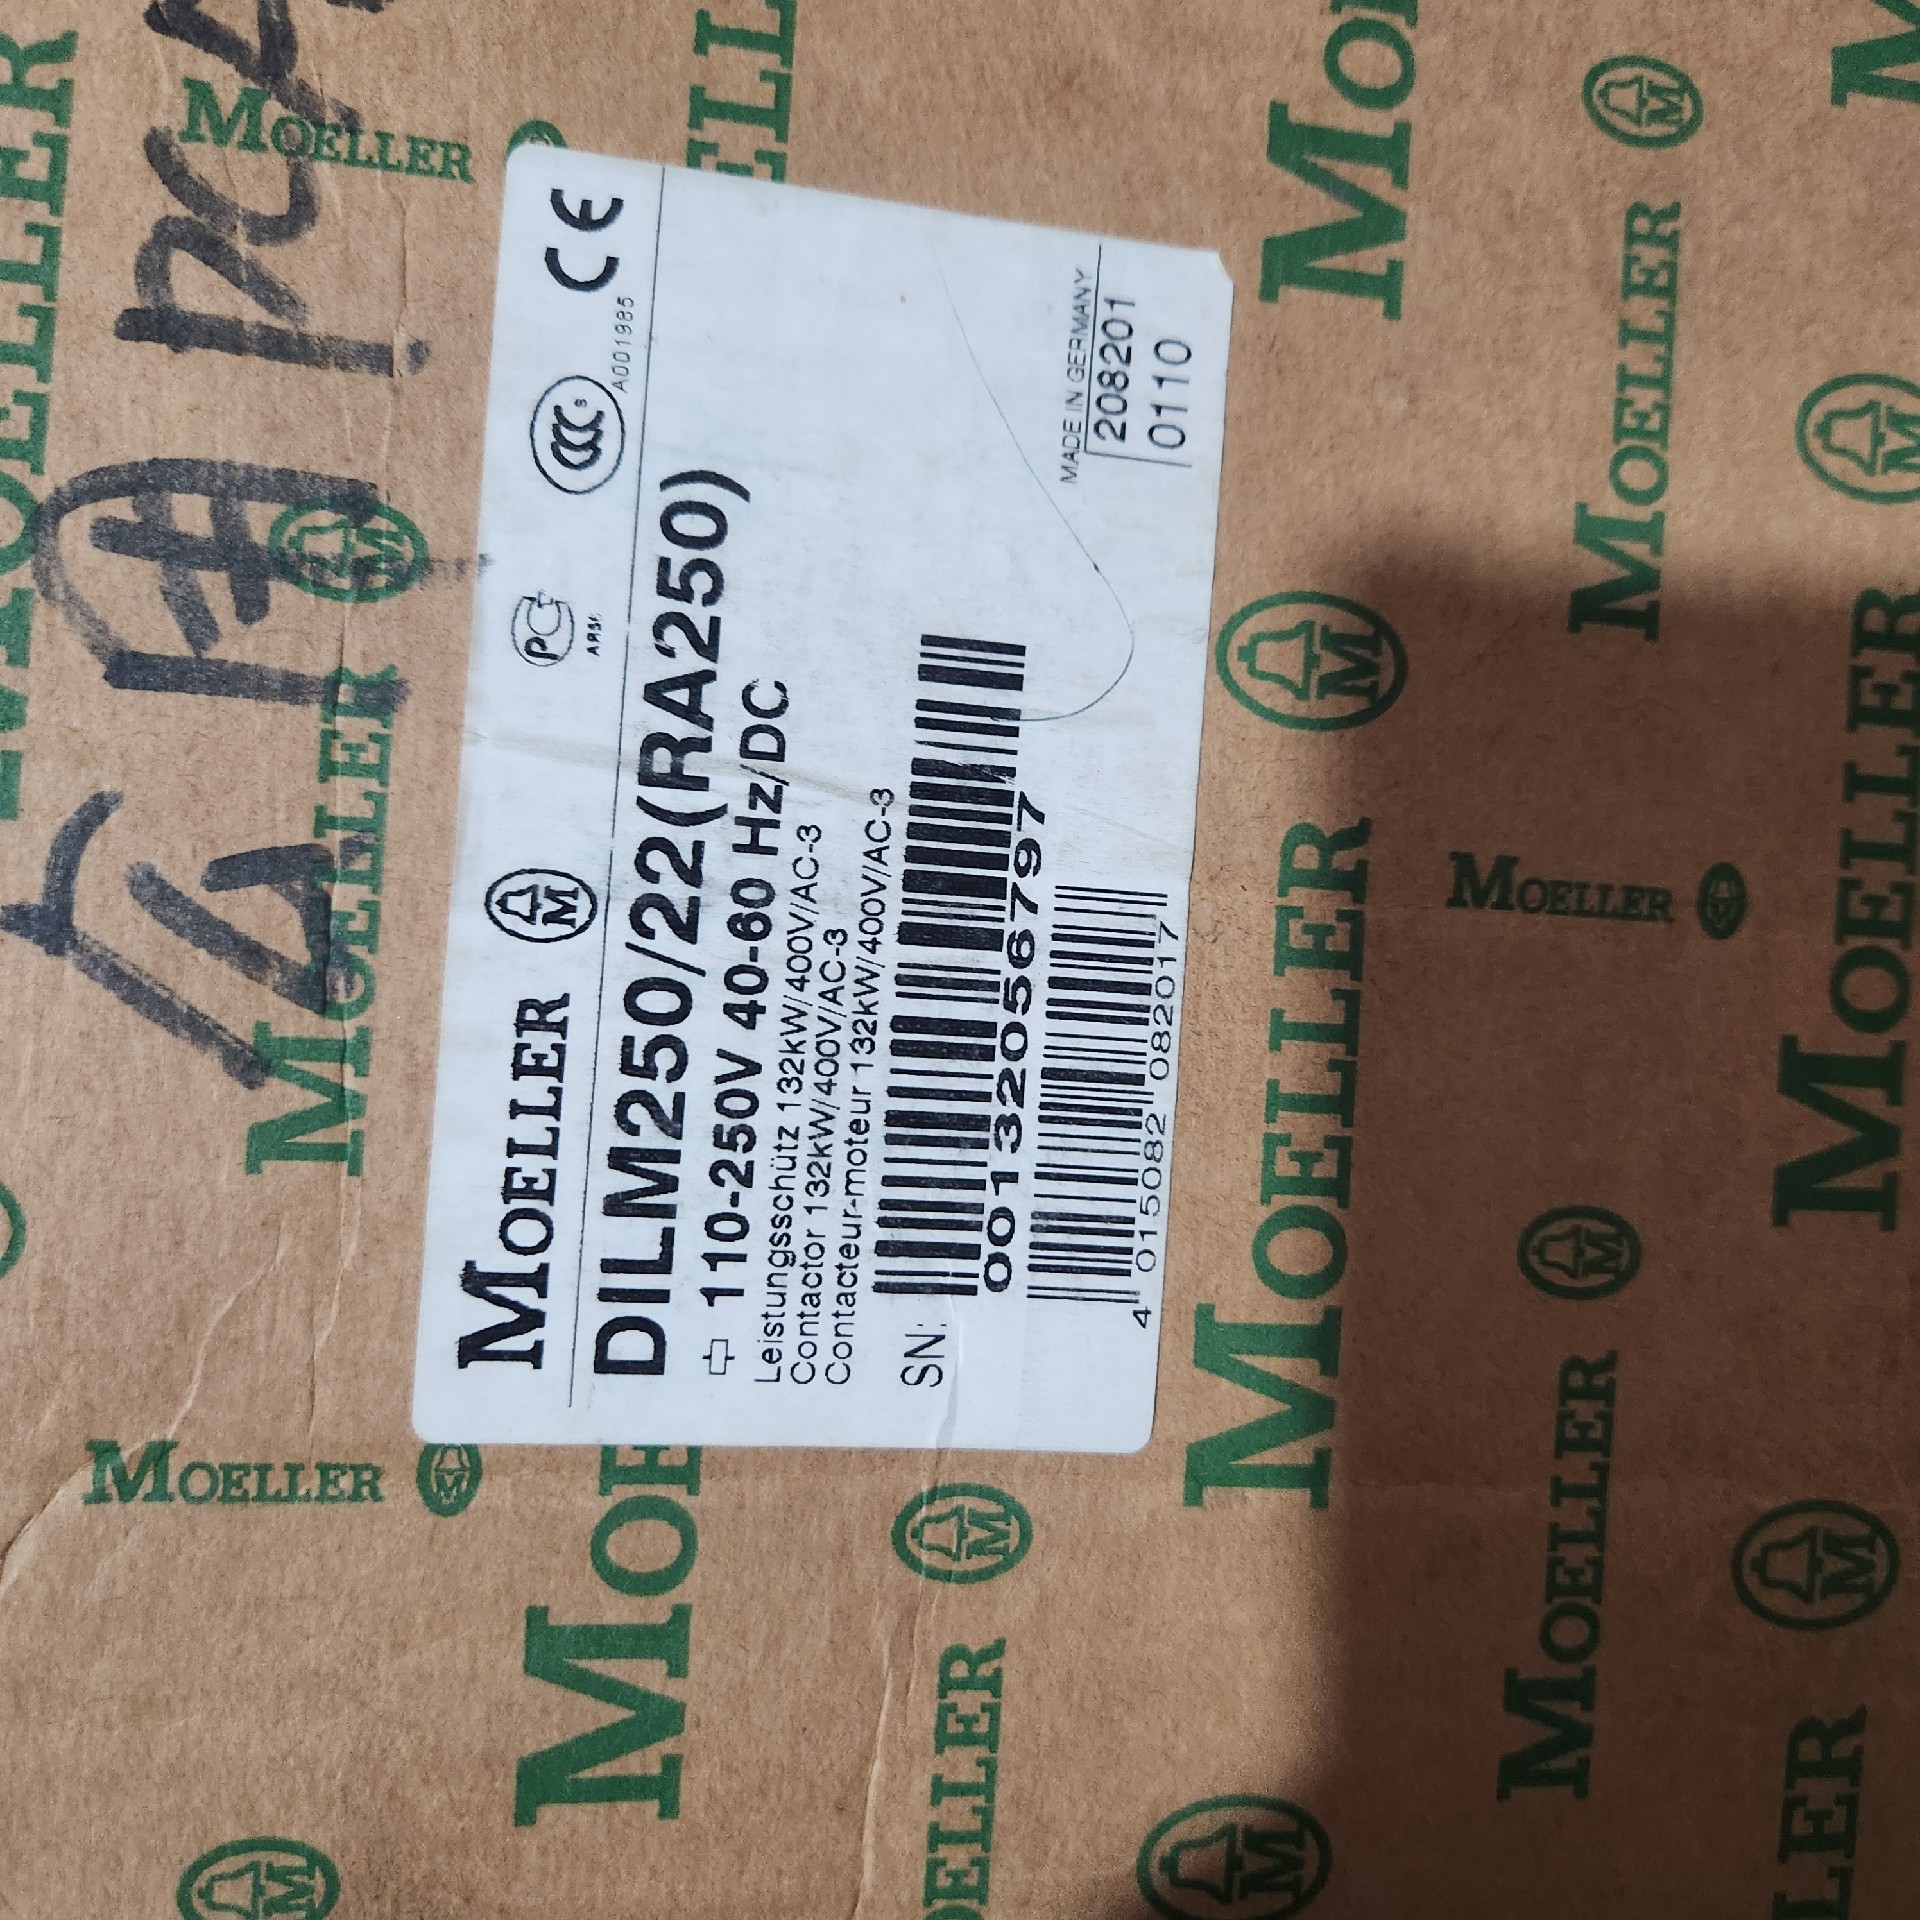 MOELLER
CE
A001985
DILM250/22(RA250)
110-250V 40-60 Hz/DC
Leistungsschütz 132kW/400V/AC-3
Contactor 132kW/400V/AC-3
Contacteur-moteur 132kW/400V/AC-3
SN:
0013205056797
4 015082 082017
MADE IN GERMANY
208201
0110
MOELLER
MOELLER
MOELLER
MOELLER
MOELLER
MOELLER
MOELLER
MOELLER
MOELLER